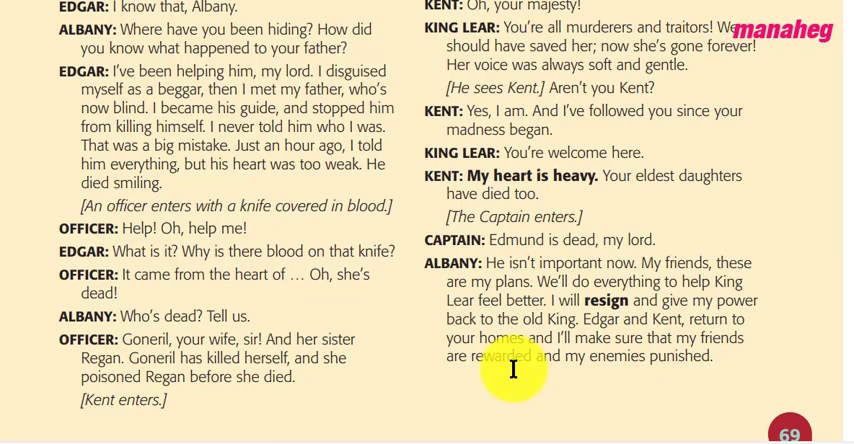 EDGAR: I know that, Albany.
ALBANY: Where have you been hiding? How did
you know what happened to your father?
EDGAR: I've been helping him, my lord. I disguised
myself as a beggar, then I met my father, who's
now blind. I became his guide, and stopped him
from killing himself. I never told him who I was.
That was a big mistake. Just an hour ago, I told
him everything, but his heart was too weak. He
died smiling.
[An officer enters with a knife covered in blood.]
OFFICER: Help! Oh, help me!
EDGAR: What is it? Why is there blood on that knife?
OFFICER: It came from the heart of … Oh, she's
dead!
ALBANY: Who's dead? Tell us.
OFFICER: Goneril, your wife, sir! And her sister
Regan. Goneril has killed herself, and she
poisoned Regan before she died.
[Kent enters.]
KENT: Oh, your majesty!
KING LEAR: You're all murderers and traitors! We
should have saved her; now she's gone forever!
Her voice was always soft and gentle.
[He sees Kent.] Aren't you Kent?
KENT: Yes, I am. And I've followed you since your
madness began.
KING LEAR: You're welcome here.
KENT: My heart is heavy. Your eldest daughters
have died too.
[The Captain enters.]
CAPTAIN: Edmund is dead, my lord.
ALBANY: He isn't important now. My friends, these
are my plans. We'll do everything to help King
Lear feel better. I will resign and give my power
back to the old King. Edgar and Kent, return to
your homes and I'll make sure that my friends
are rewarded and my enemies punished.
manaheg
69